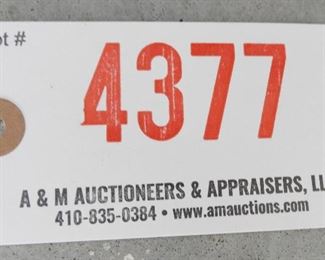 ot #
4377
A & M AUCTIONEERS & APPRAISERS, LL
410-835-0384 • www.amauctions.com